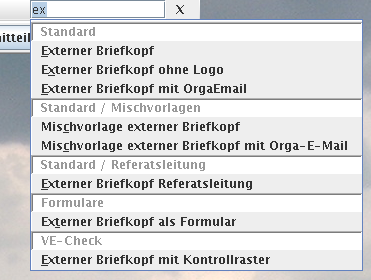 ex X
Standard
mitteil
Externer Briefkopf
Externer Briefkopf ohne Logo
Externer Briefkopf mit OrgaEmail
Standard / Mischvorlagen
Mischvorlage externer Briefkopf
Mischvorlage externer Briefkopf mit Orga-E-Mail
Standard / Referatsleitung
Externer Briefkopf Referatsleitung
Formulare
Externer Briefkopf als Formular
VE-Check
Externer Briefkopf mit Kontrollraster